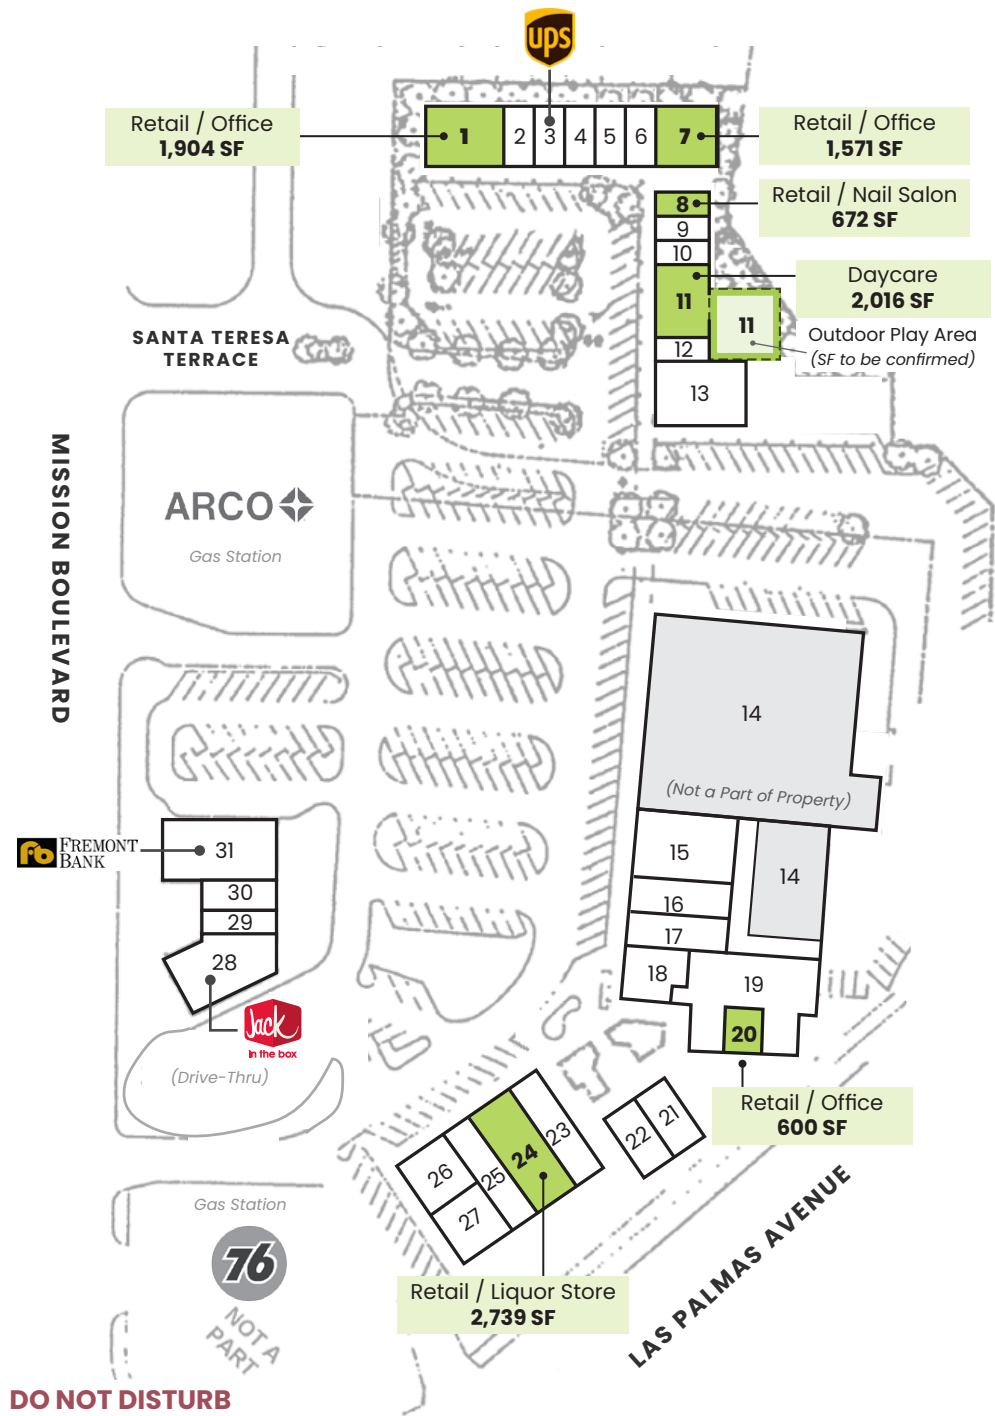 ups
Retail / Office
1,904 SF
1
2
3
4
5
6
7
Retail / Office
1,571 SF
8
Retail / Nail Salon
672 SF
9
10
11
Daycare
2,016 SF
11
Outdoor Play Area
(SF to be confirmed)
12
13
SANTA TERESA
TERRACE
MISSION BOULEVARD
ARCO
Gas Station
14
(Not a Part of Property)
15
14
16
17
18
19
20
Retail / Office
600 SF
fb
FREMONT
BANK
31
30
29
28
Jack
in the box
(Drive-Thru)
21
22
23
24
25
26
27
Retail / Liquor Store
2,739 SF
LAS PALMAS AVENUE
Gas Station
76
NOT A
PART
DO NOT DISTURB